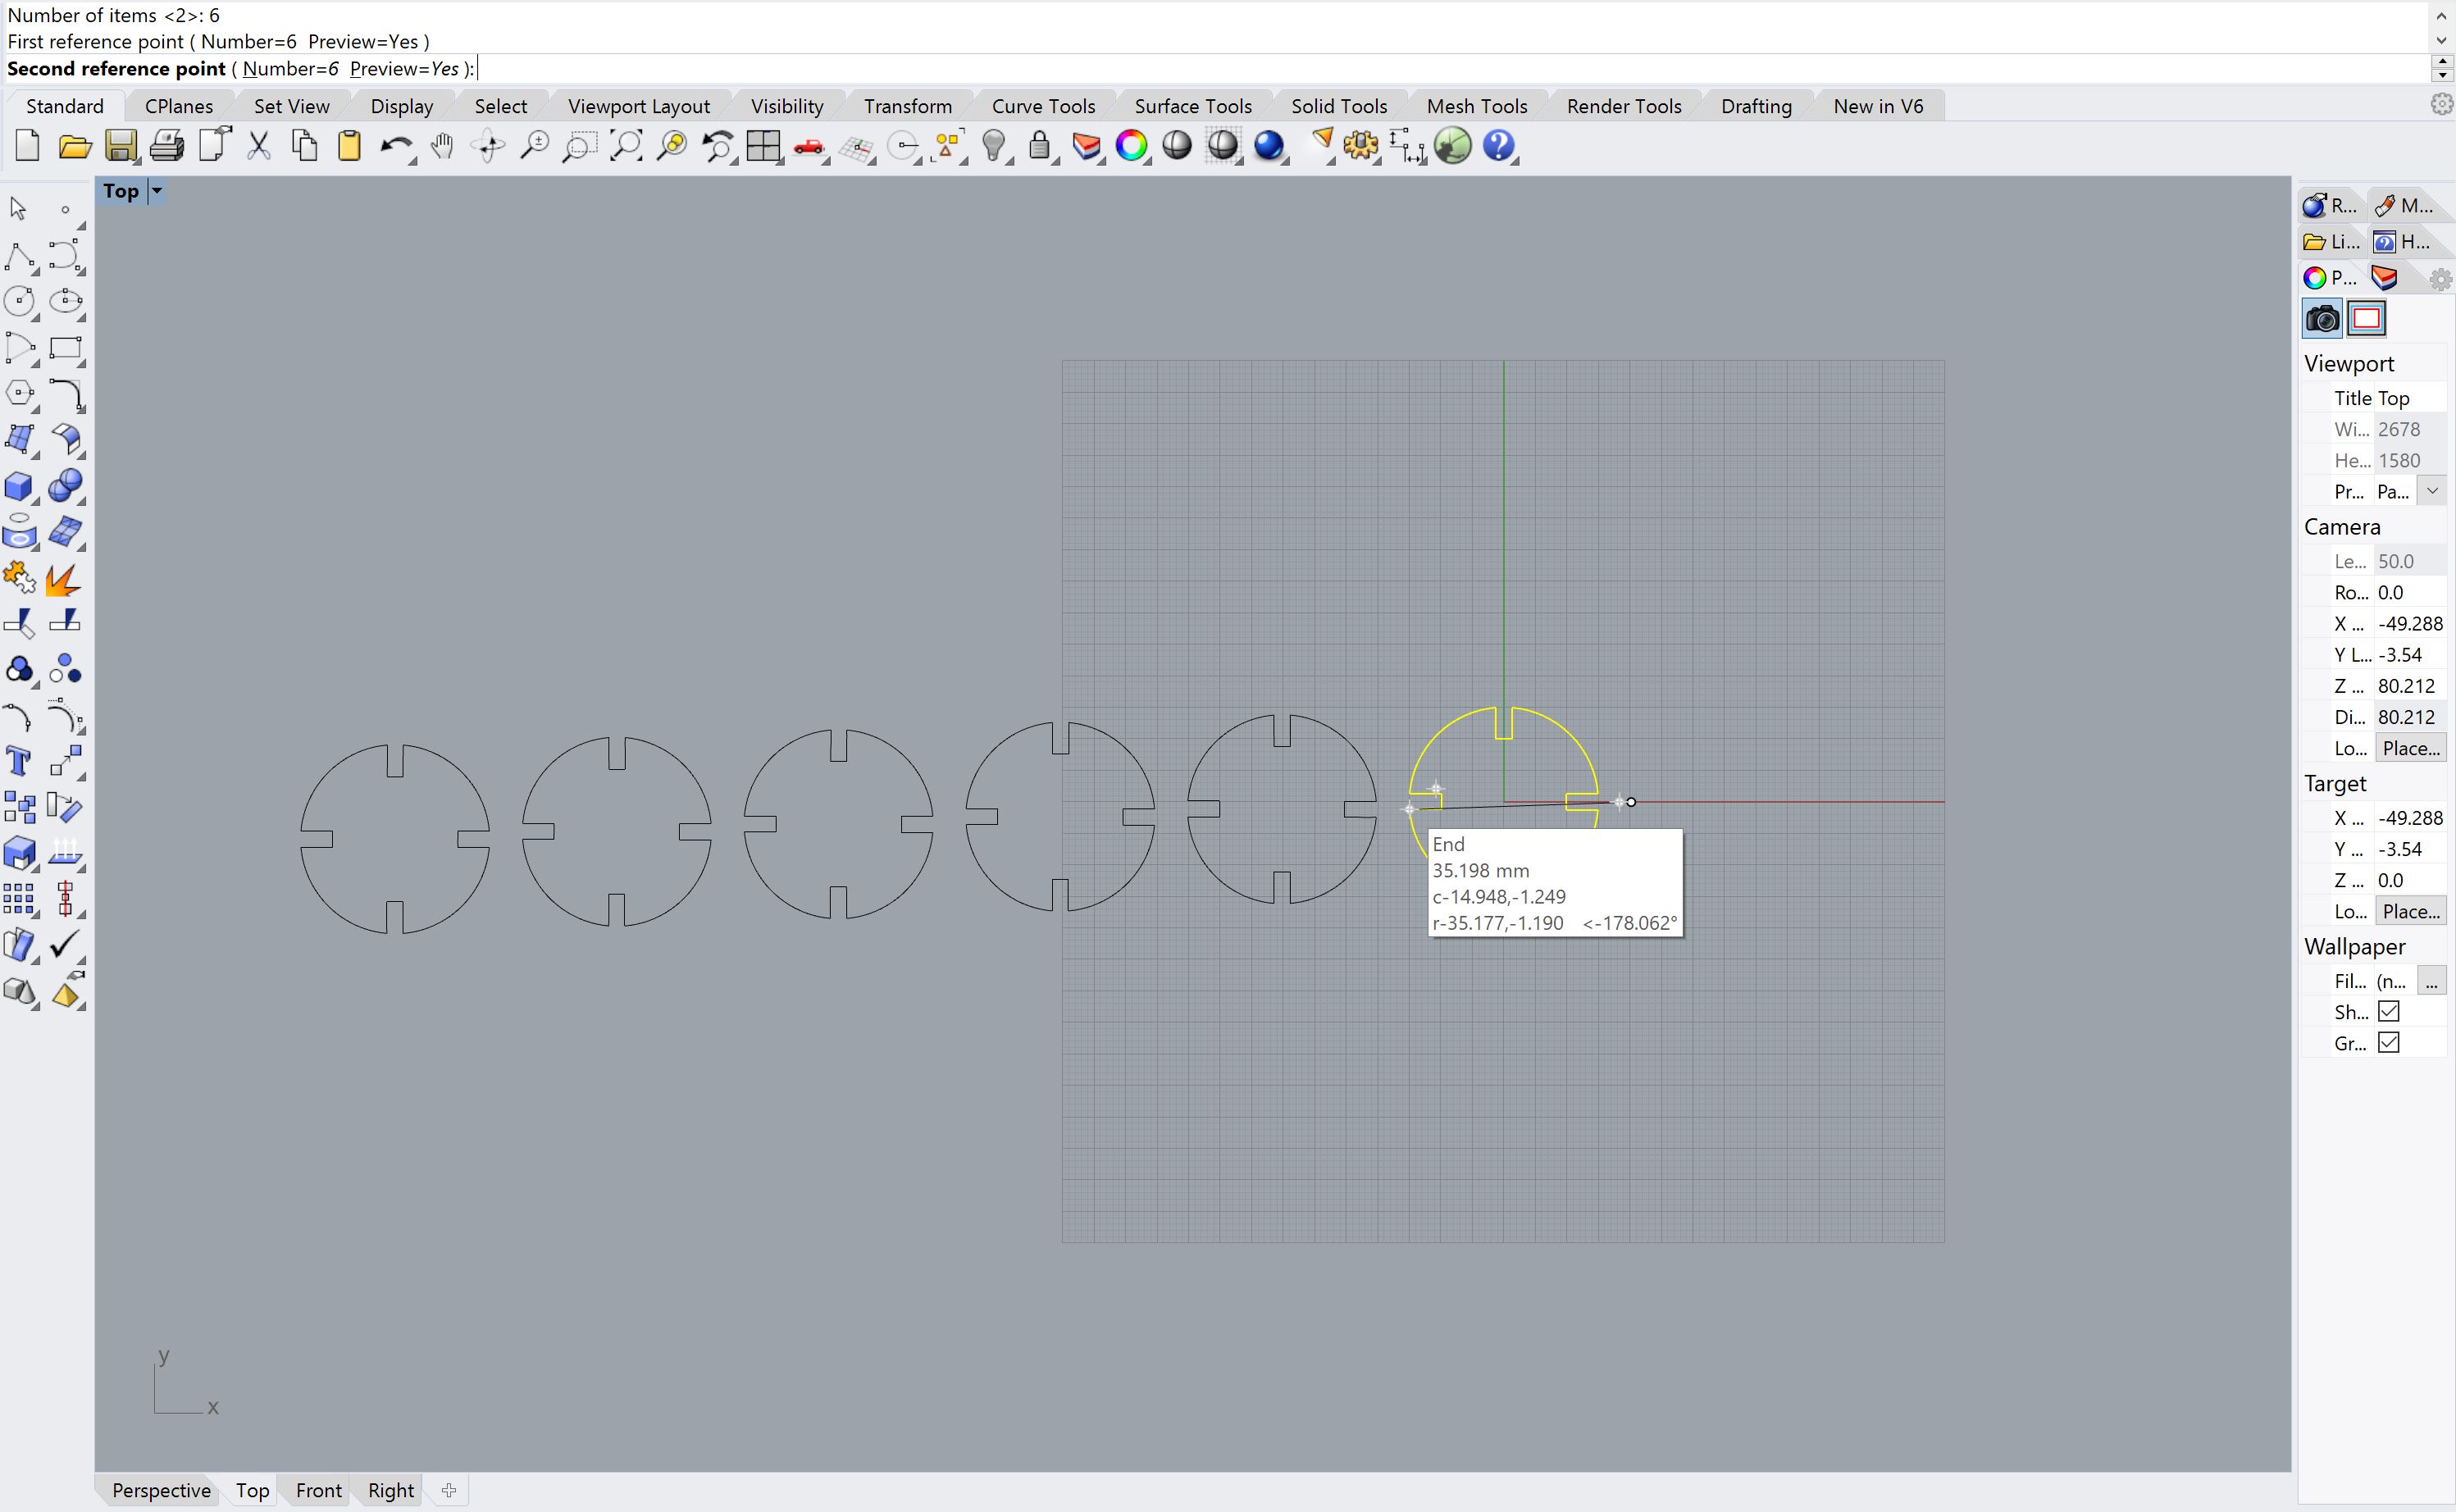 Number of items <2>: 6
First reference point ( Number=6 Preview=Yes )
Second reference point ( Number=6 Preview=Yes ):
Standard CPlanes Set View Display Select Viewport Layout Visibility Transform Curve Tools Surface Tools Solid Tools Mesh Tools Render Tools Drafting New in V6
Top
R... M...
Li... H...
P...
Viewport
Title Top
Wi... 2678
He... 1580
Pr... Pa...
Camera
Le... 50.0
Ro... 0.0
X ... -49.288
Y L... -3.54
Z ... 80.212
Di... 80.212
Lo... Place...
Target
X ... -49.288
Y ... -3.54
Z ... 0.0
Lo... Place...
Wallpaper
Fil... (n... ...
Sh...
Gr...
End
35.198 mm
c-14.948,-1.249
r-35.177,-1.190 <-178.062°
y
x
Perspective Top Front Right